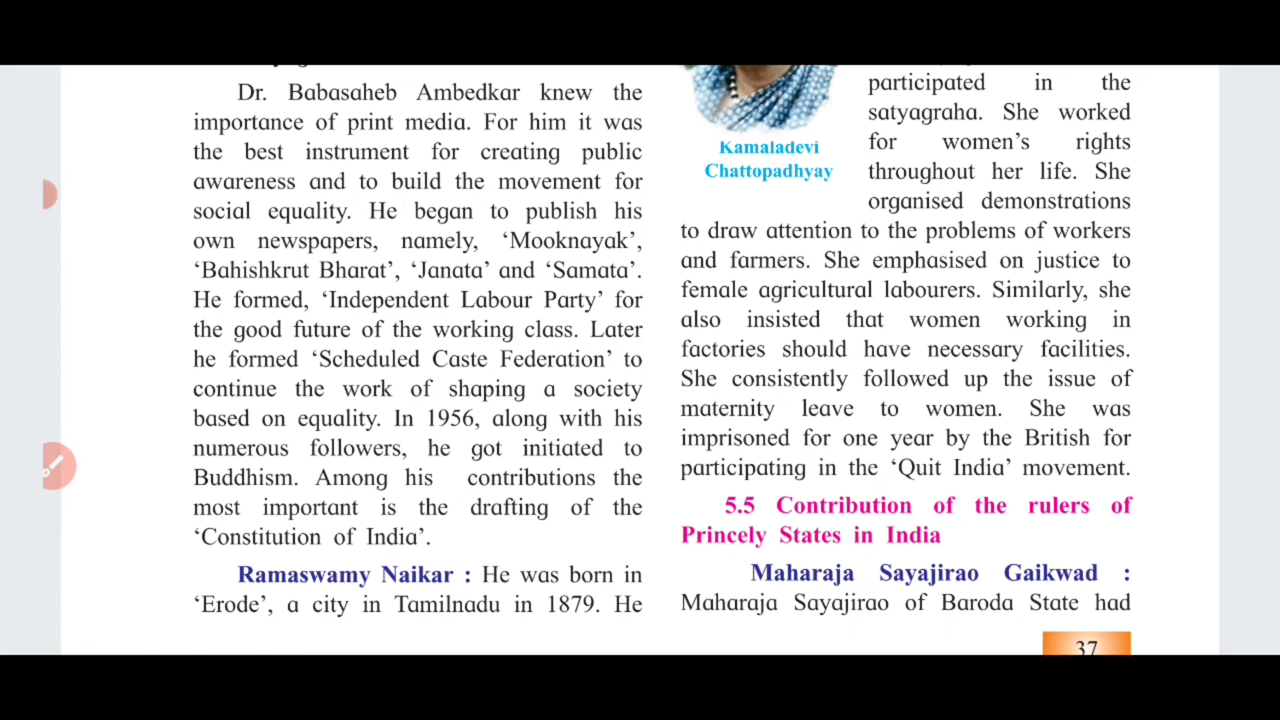 Dr. Babasaheb Ambedkar knew the
importance of print media. For him it was
the best instrument for creating public
awareness and to build the movement for
social equality. He began to publish his
own newspapers, namely, ‘Mooknayak’,
‘Bahishkrut Bharat’, ‘Janata’ and ‘Samata’.
He formed, ‘Independent Labour Party’ for
the good future of the working class. Later
he formed ‘Scheduled Caste Federation’ to
continue the work of shaping a society
based on equality. In 1956, along with his
numerous followers, he got initiated to
Buddhism. Among his contributions the
most important is the drafting of the
‘Constitution of India’.
Ramaswamy Naikar : He was born in
‘Erode’, a city in Tamilnadu in 1879. He
Kamaladevi
Chattopadhyay
participated in the
satyagraha. She worked
for women’s rights
throughout her life. She
organised demonstrations
to draw attention to the problems of workers
and farmers. She emphasised on justice to
female agricultural labourers. Similarly, she
also insisted that women working in
factories should have necessary facilities.
She consistently followed up the issue of
maternity leave to women. She was
imprisoned for one year by the British for
participating in the ‘Quit India’ movement.
5.5 Contribution of the rulers of
Princely States in India
Maharaja Sayajirao Gaikwad :
Maharaja Sayajirao of Baroda State had
37